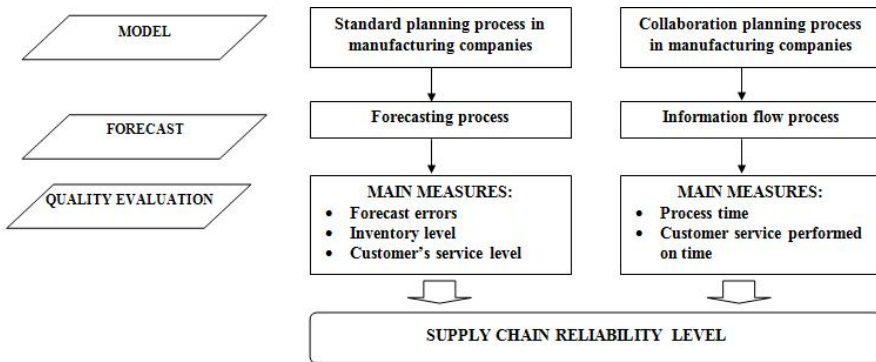 MODEL
Standard planning process in
manufacturing companies
Collaboration planning process
in manufacturing companies
FORECAST
Forecasting process
Information flow process
QUALITY EVALUATION
MAIN MEASURES:
• Forecast errors
• Inventory level
• Customer's service level
MAIN MEASURES:
• Process time
• Customer service performed
on time
SUPPLY CHAIN RELIABILITY LEVEL